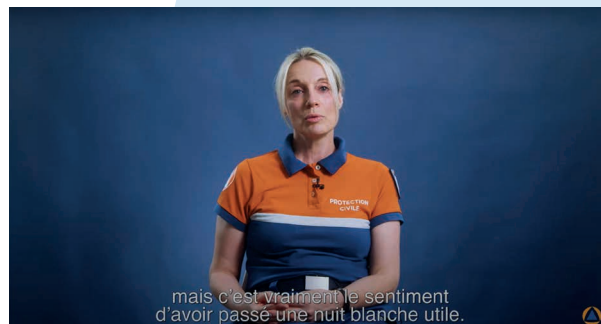 PROTECTION
CIVILE
mais c'est vraiment le sentiment
d'avoir passé une nuit blanche utile.